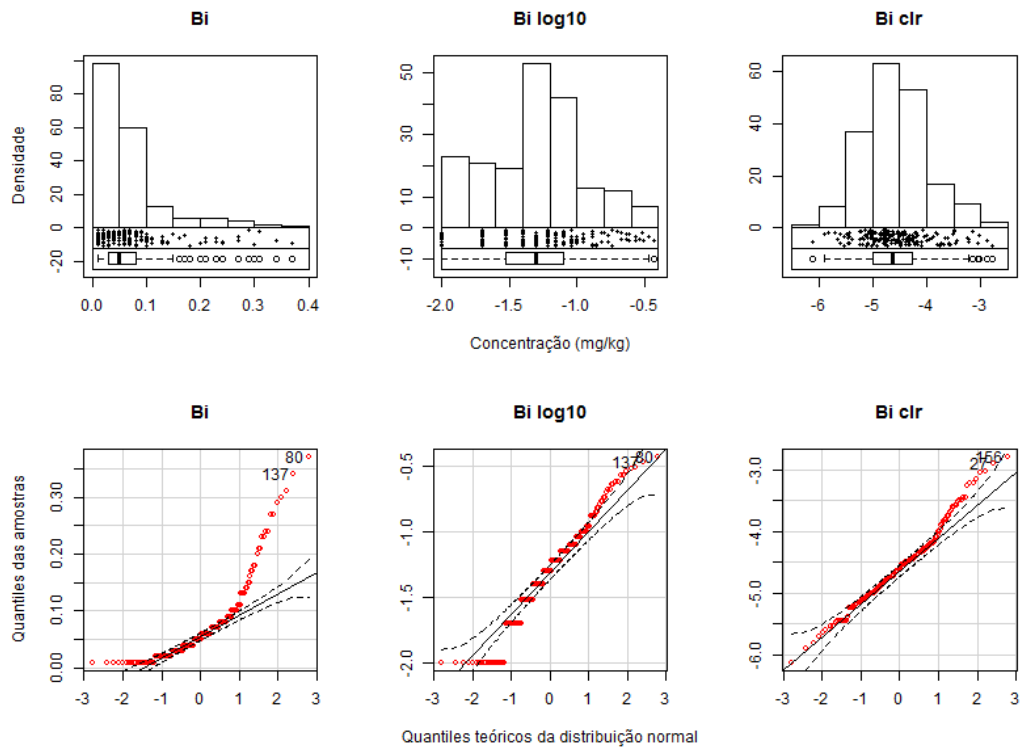 Bi
Bi log10
Bi clr
Densidade
80
60
40
20
0
-20
0.0 0.1 0.2 0.3 0.4
50
30
10
-10
-2.0 -1.5 -1.0 -0.5
60
40
20
0
-6 -5 -4 -3
Concentração (mg/kg)
Bi
Bi log10
Bi clr
Quantiles das amostras
0.30
0.20
0.10
0.00
80
137
-3 -2 -1 0 1 2 3
-0.5
-1.0
-1.5
-2.0
137
80
-3 -2 -1 0 1 2 3
-3.0
-4.0
-5.0
-6.0
156
27
-3 -2 -1 0 1 2 3
Quantiles teóricos da distribuição normal